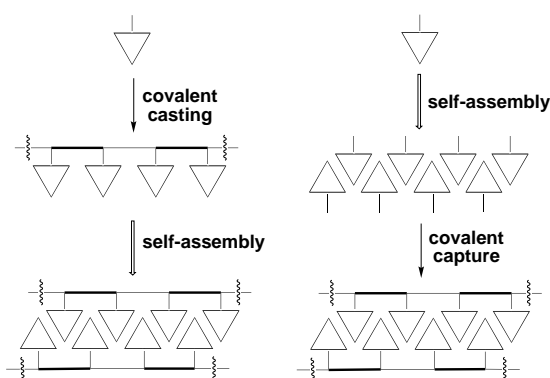 covalent
casting
self-assembly
self-assembly
covalent
capture